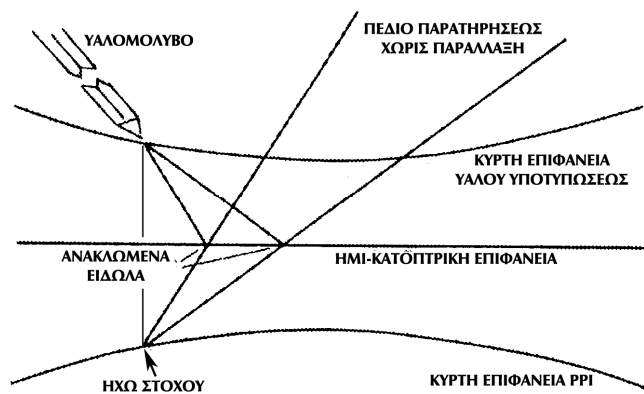 ΠΕΔΙΟ ΠΑΡΑΤΗΡΗΣΕΩΣ
ΧΩΡΙΣ ΠΑΡΑΛΛΑΞΗ
ΥΑΛΟΜΟΛΥΒΟ
ΚΥΡΤΗ ΕΠΙΦΑΝΕΙΑ
ΥΑΛΟΥ ΥΠΟΤΥΠΩΣΕΩΣ
ΑΝΑΚΛΩΜΕΝΑ
ΕΙΔΩΛΑ
ΗΜΙ-ΚΑΤΟΠΤΡΙΚΗ ΕΠΙΦΑΝΕΙΑ
ΗΧΩ ΣΤΟΧΟΥ
ΚΥΡΤΗ ΕΠΙΦΑΝΕΙΑ PPI